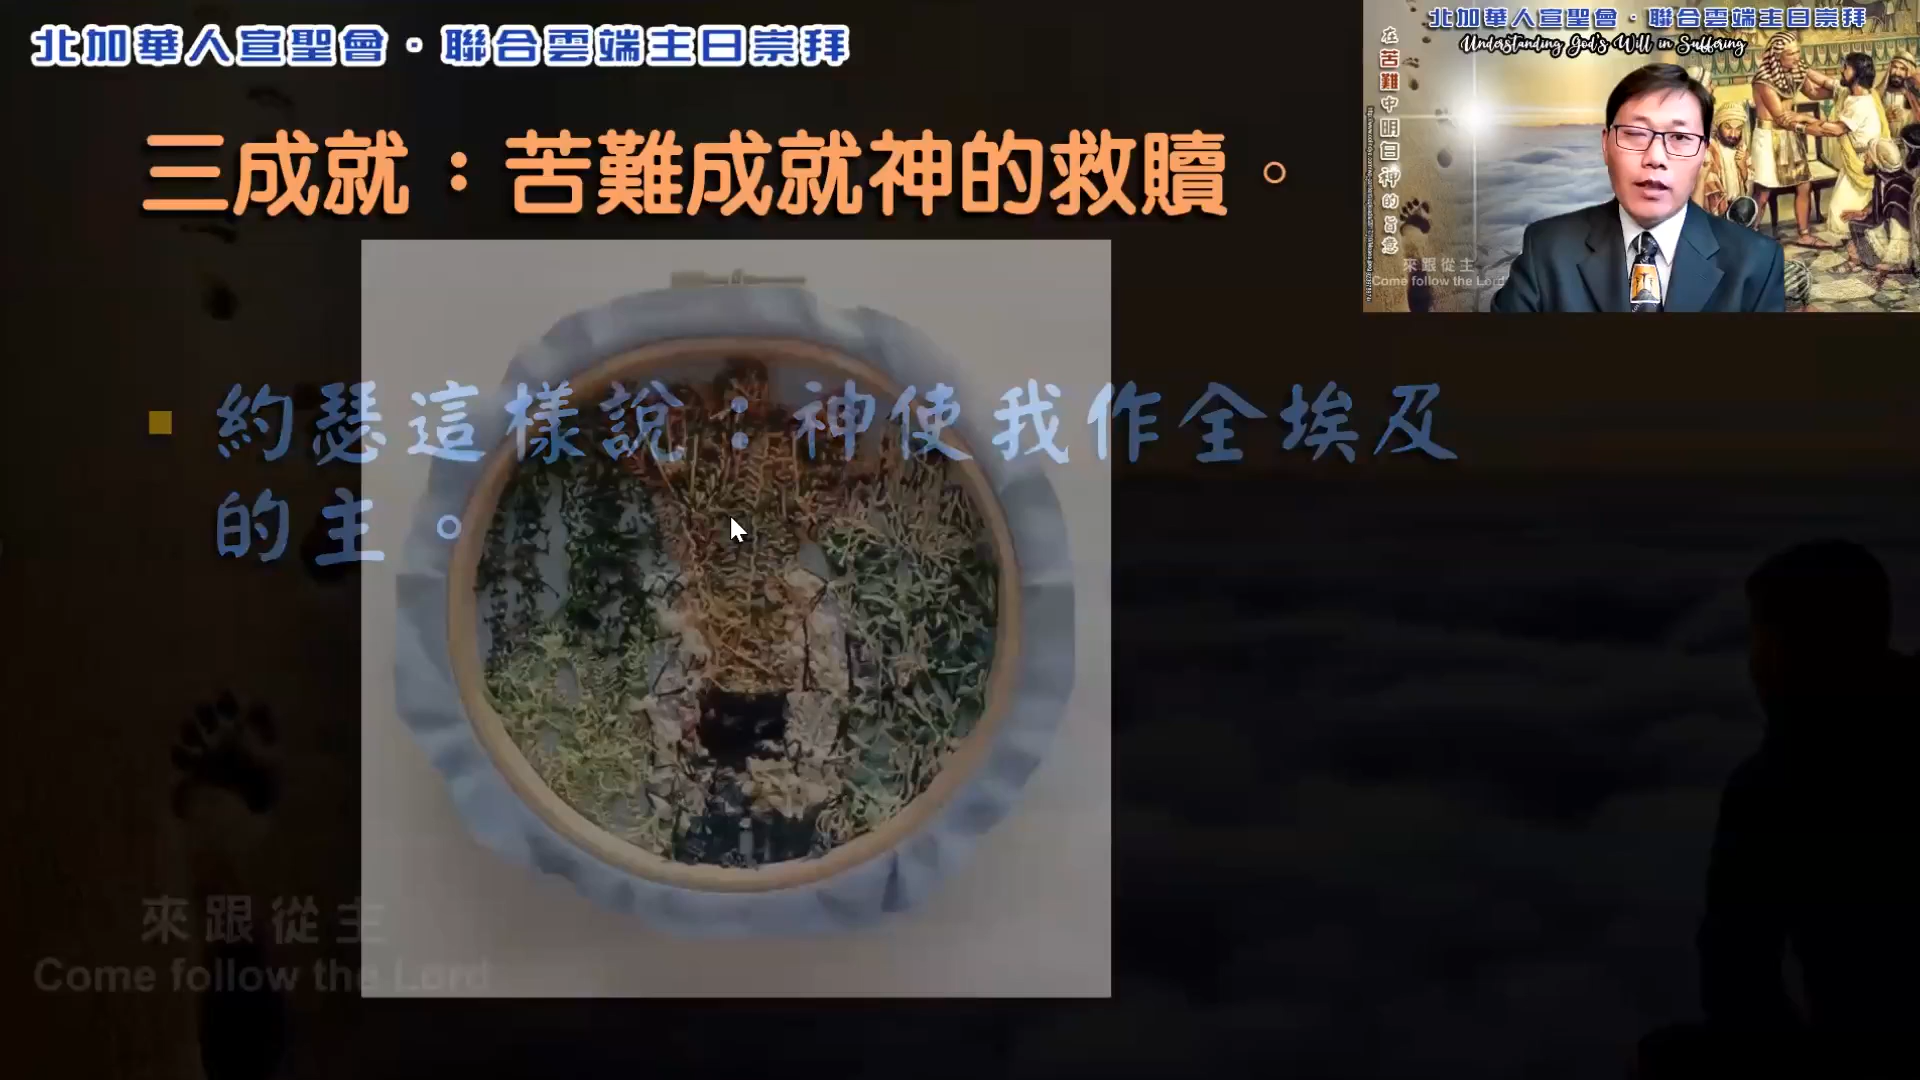 北加華人宣聖會·聯合雲端主日崇拜
三成就：苦難成就神的救贖。
約瑟這樣說：神使我作全埃及
的主。
來跟從主
Come follow the Lord
北加華人宣聖會·聯合雲端主日崇拜
Understanding God's Will in Suffering
在苦難中明白神的旨意
來跟從主
Come follow the Lord